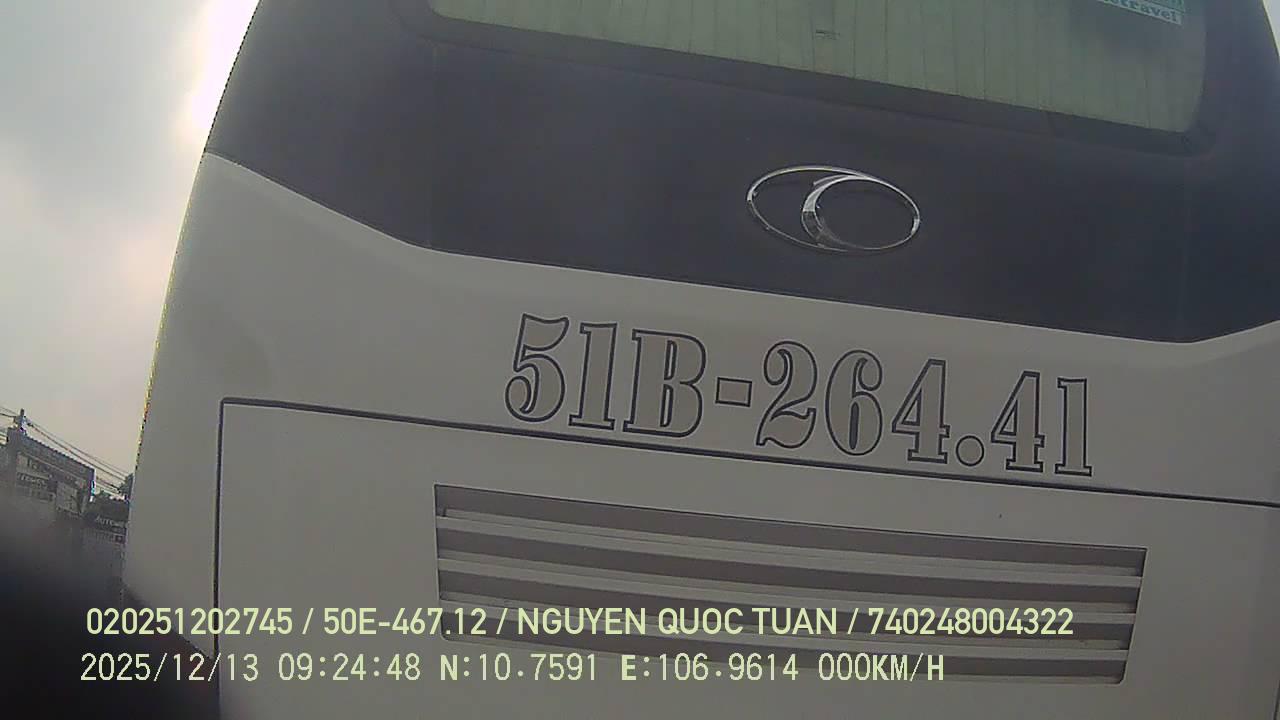 travel
51B-264.41
020251202745 / 50E-467.12 / NGUYEN QUOC TUAN / 740248004322
2025/12/13 09:24:48 N:10.7591 E:106.9614 000KM/H